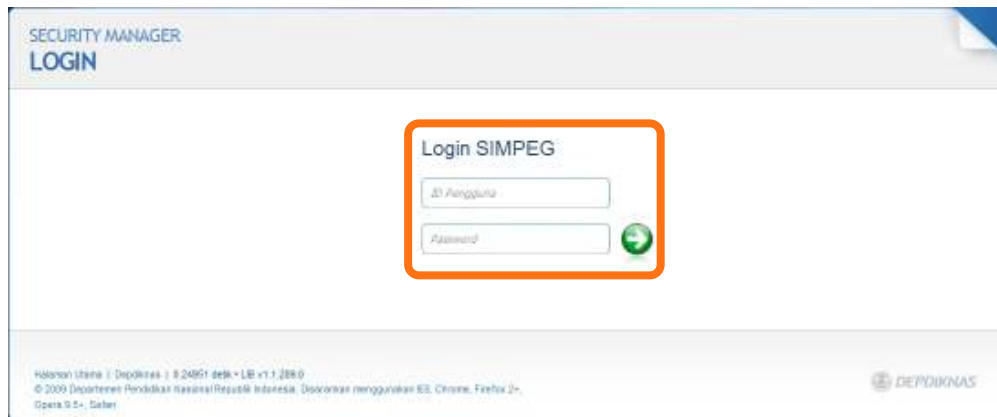 SECURITY MANAGER
LOGIN
Login SIMPEG
ID Pengguna
Password
Halaman Utama | Depdiknas | 0.24951 detik • LIB v1.1.289.0
© 2009 Departemen Pendidikan Nasional Republik Indonesia. Disarankan menggunakan IE8, Chrome, Firefox 2+,
Opera 9.5+, Safari
DEPDIKNAS